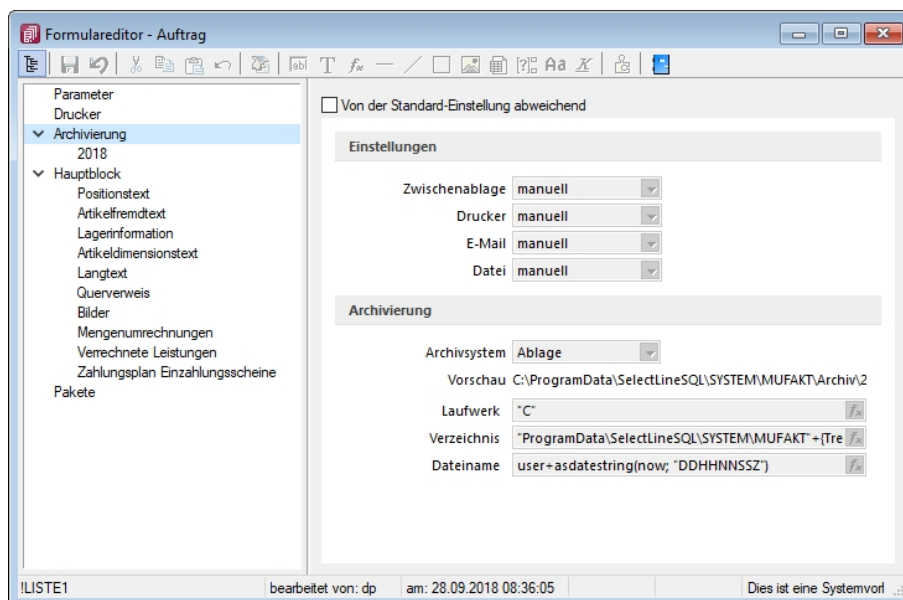 Formulareditor - Auftrag
Parameter
Drucker
Archivierung
2018
Hauptblock
Positionstext
Artikelfremdtext
Lagerinformation
Artikeldimensionstext
Langtext
Querverweis
Bilder
Mengenumrechnungen
Verrechnete Leistungen
Zahlungsplan Einzahlungsscheine
Pakete
Von der Standard-Einstellung abweichend
Einstellungen
Zwischenablage manuell
Drucker manuell
E-Mail manuell
Datei manuell
Archivierung
Archivsystem Ablage
Vorschau C:\ProgramData\SelectLineSQL\SYSTEM\MUFAKT\Archiv\2
Laufwerk "C"
Verzeichnis "ProgramData\SelectLineSQL\SYSTEM\MUFAKT"+{Tre
Dateiname user+asdatestring(now; "DDHHNNSSZ")
!LISTE1 bearbeitet von: dp am: 28.09.2018 08:36:05 Dies ist eine Systemvorl